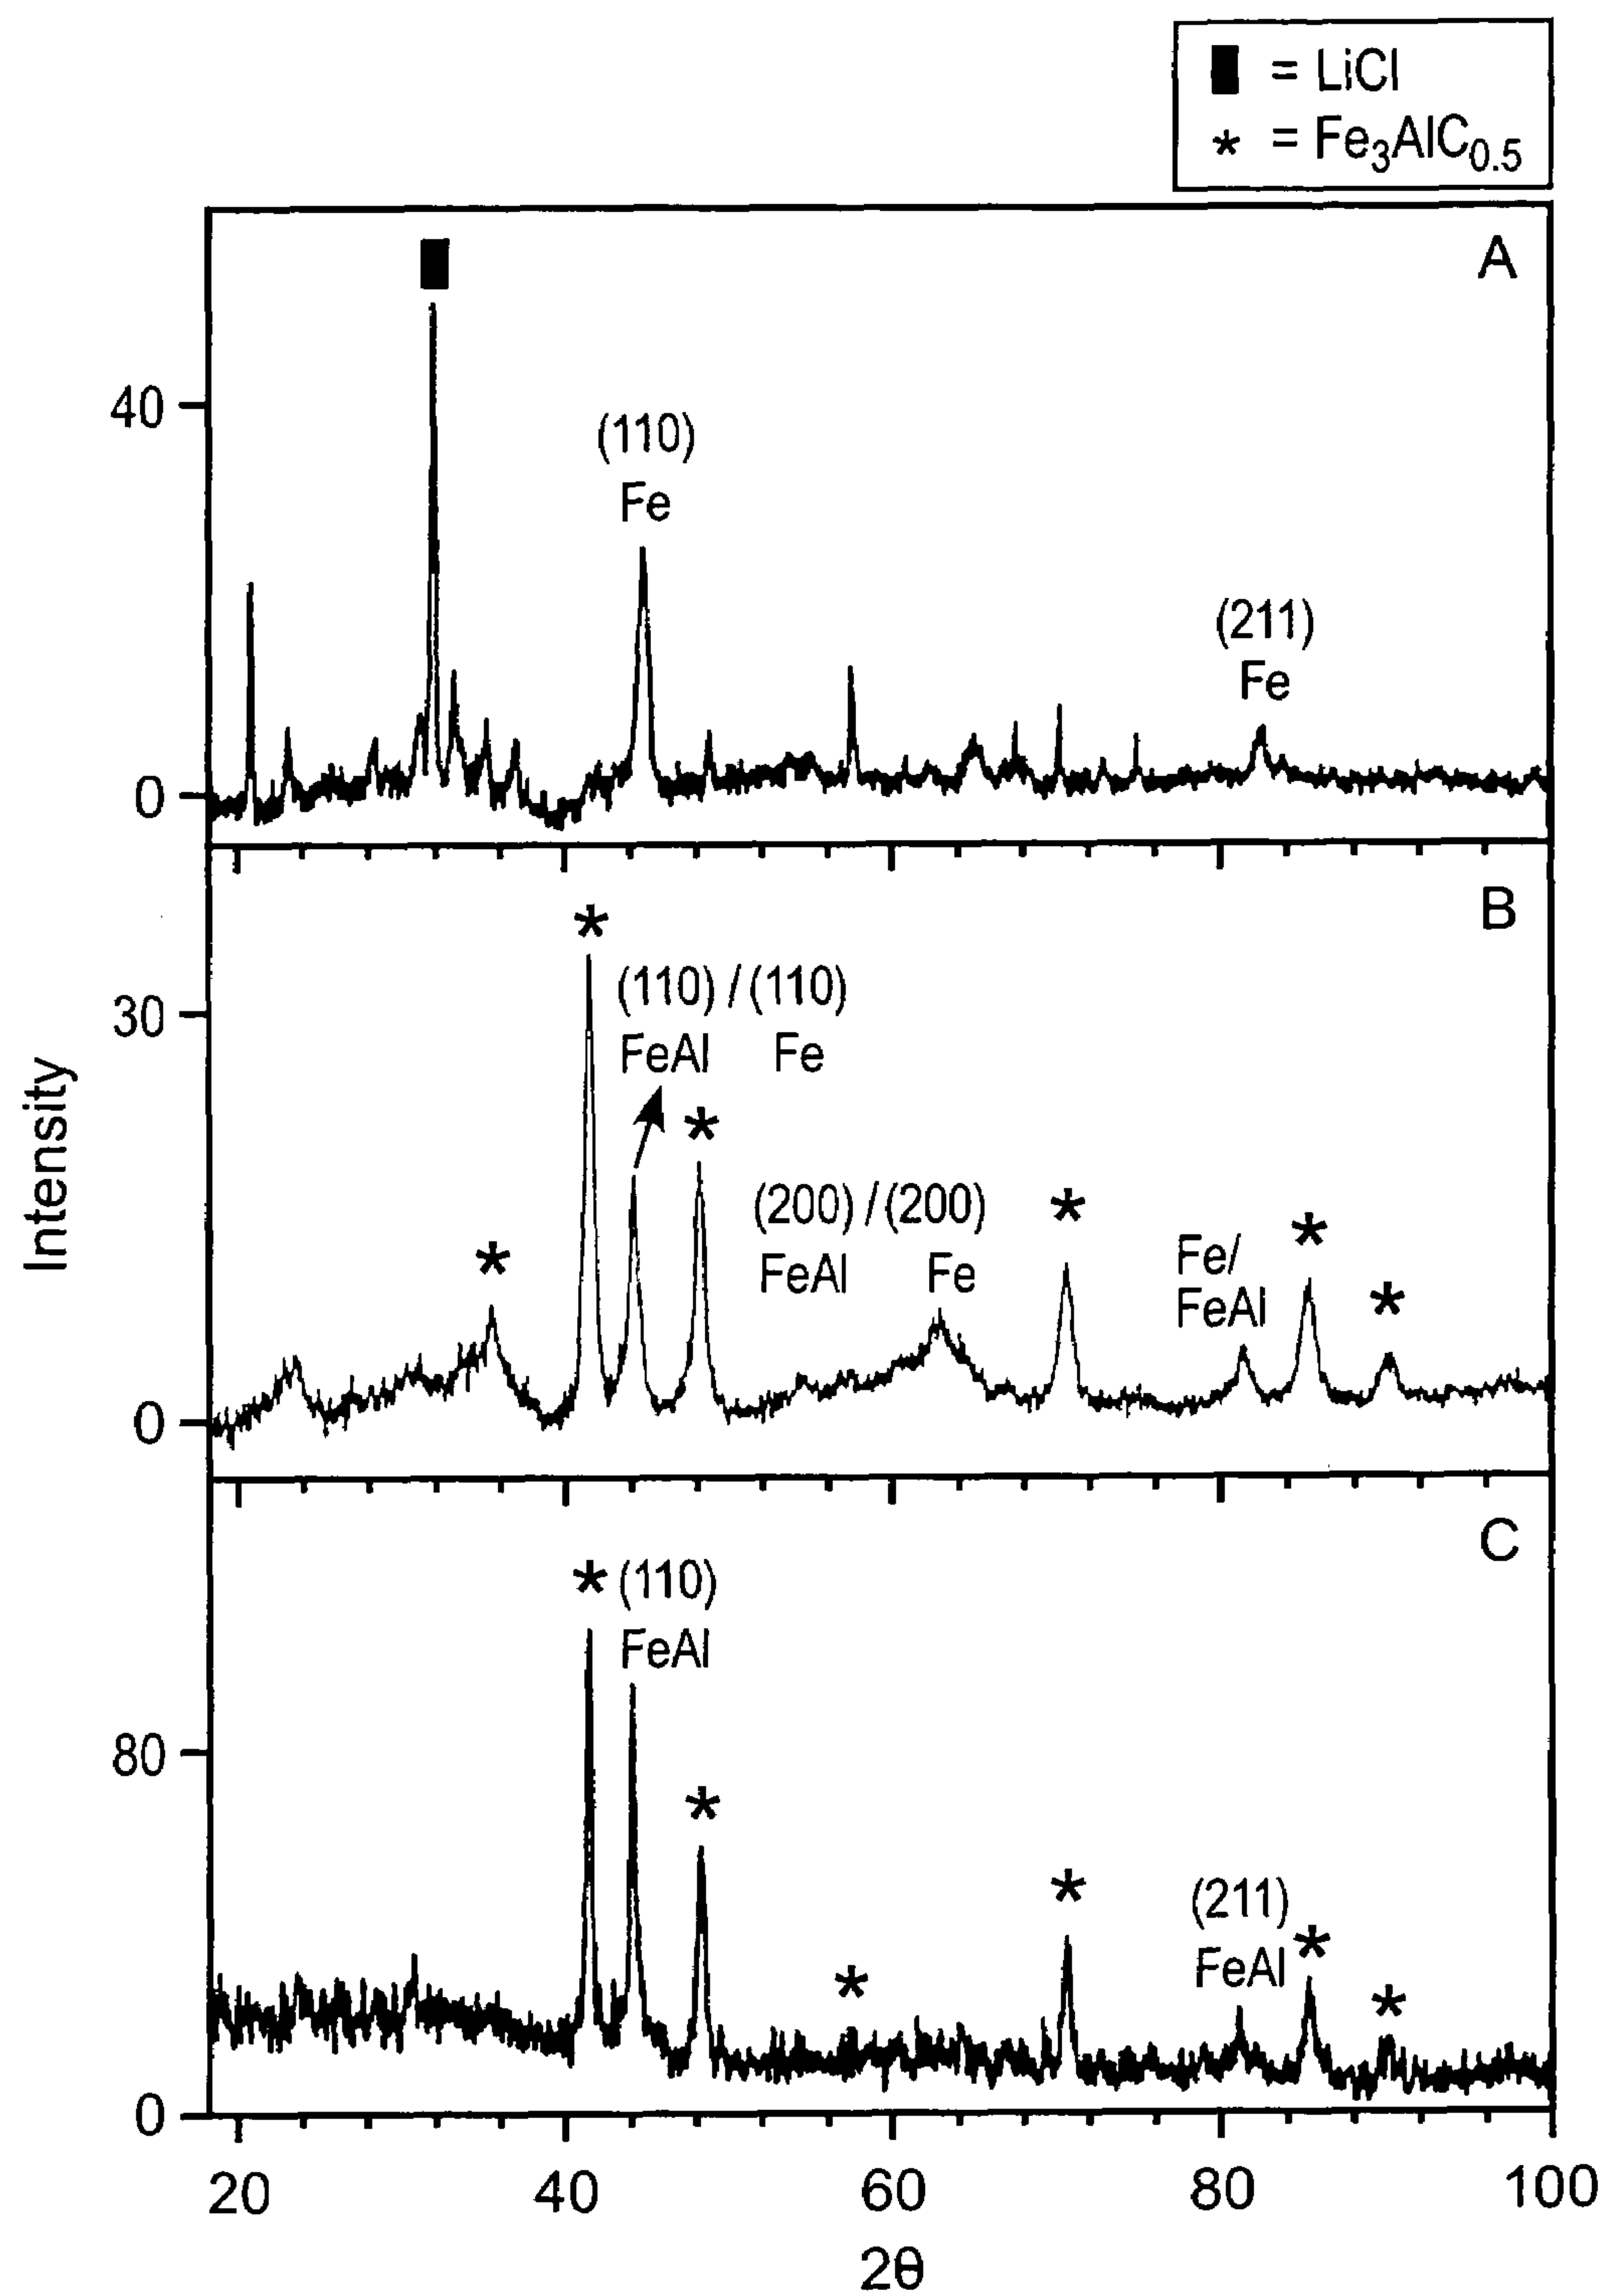 ■ = LiCl
* = Fe₃AlC₀.₅
A
40
(110)
Fe
(211)
Fe
0
B
*
(110) / (110)
FeAl Fe
30
*
(200) / (200)
FeAl Fe
*
*
Fe/
FeAl
*
*
0
Intensity
C
* (110)
FeAl
80
*
*
(211)
FeAl
*
*
*
0
20 40 60 80 100
2θ